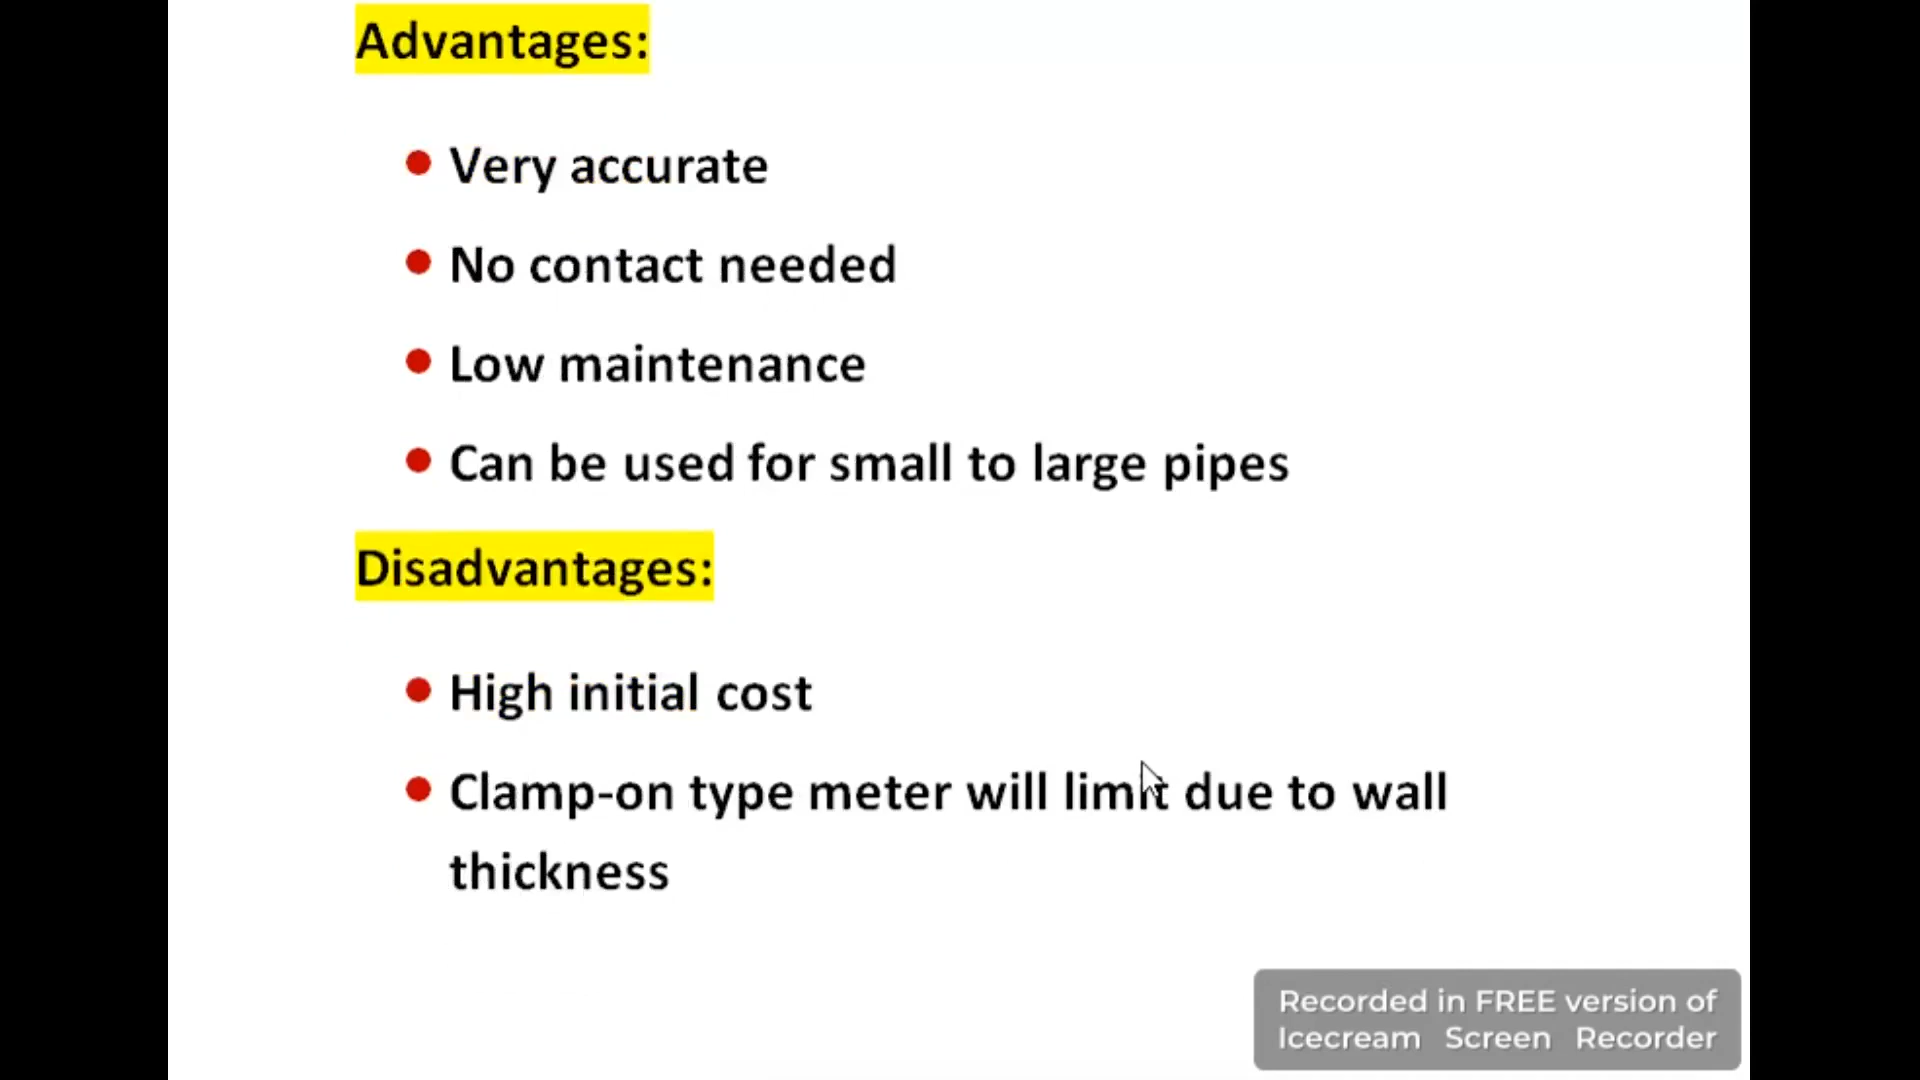 Advantages:
Very accurate
No contact needed
Low maintenance
Can be used for small to large pipes
Disadvantages:
High initial cost
Clamp-on type meter will limit due to wall
thickness
Recorded in FREE version of
Icecream Screen Recorder